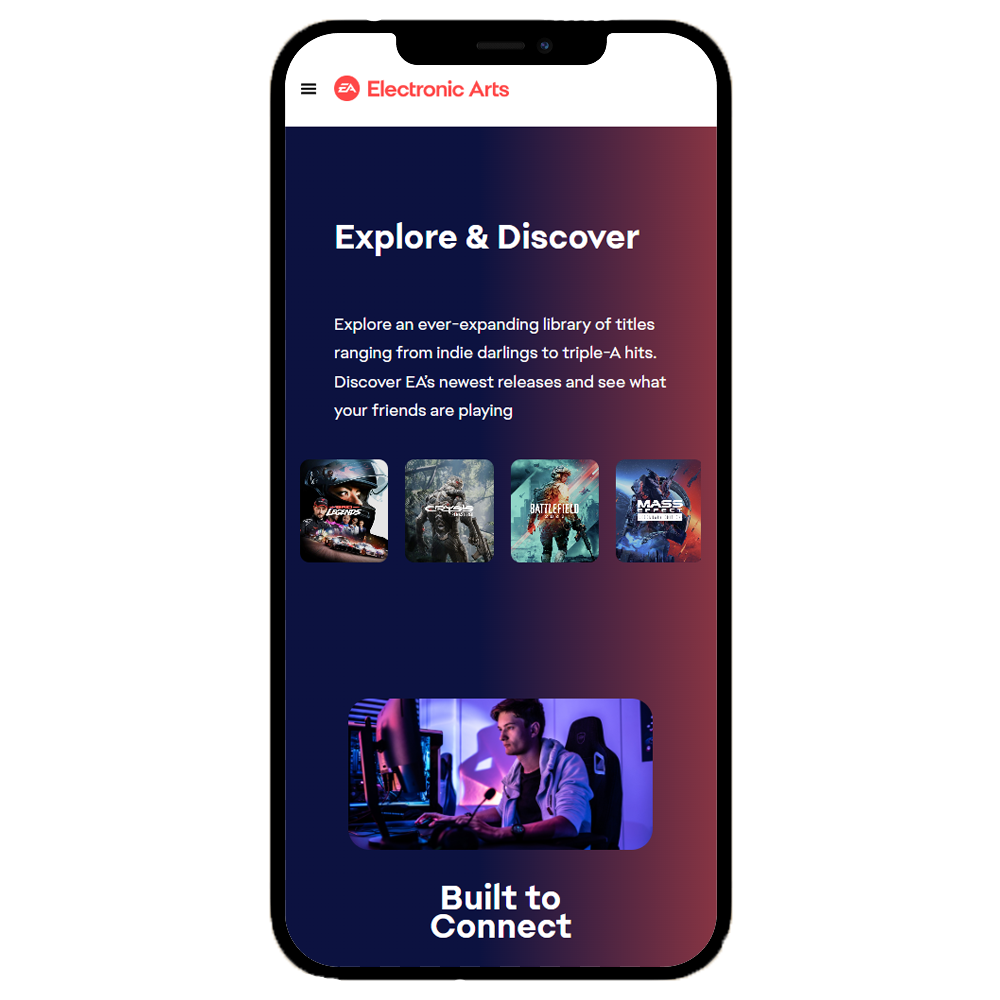 EA Electronic Arts
Explore & Discover
Explore an ever-expanding library of titles
ranging from indie darlings to triple-A hits.
Discover EA's newest releases and see what
your friends are playing
LEGENDS
CRYSIS
BATTLEFIELD
MASS
EFFECT
Built to
Connect